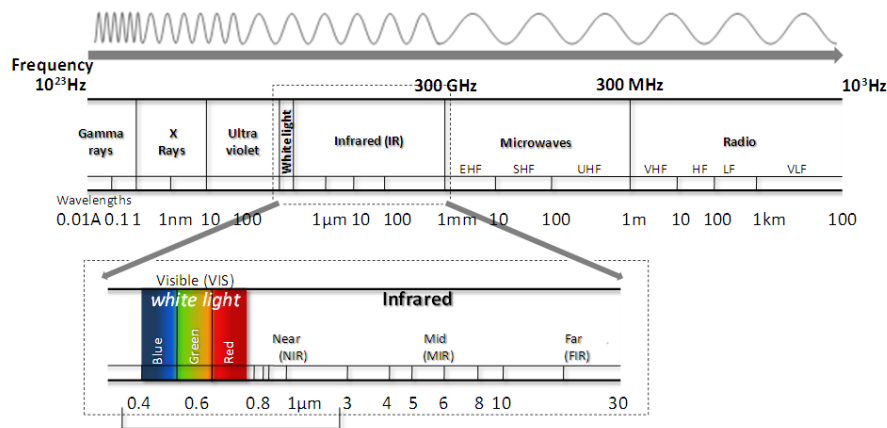 Frequency
10²³Hz 300 GHz 300 MHz 10³Hz
Gamma rays X Rays Ultra violet White light Infrared (IR) Microwaves Radio
EHF SHF UHF VHF HF LF VLF
Wavelengths
0.01A 0.1 1 1nm 10 100 1µm 10 100 1mm 10 100 1m 10 100 1km 100
Visible (VIS)
white light Infrared
Blue Green Red Near (NIR) Mid (MIR) Far (FIR)
0.4 0.6 0.8 1µm 3 4 5 6 8 10 30